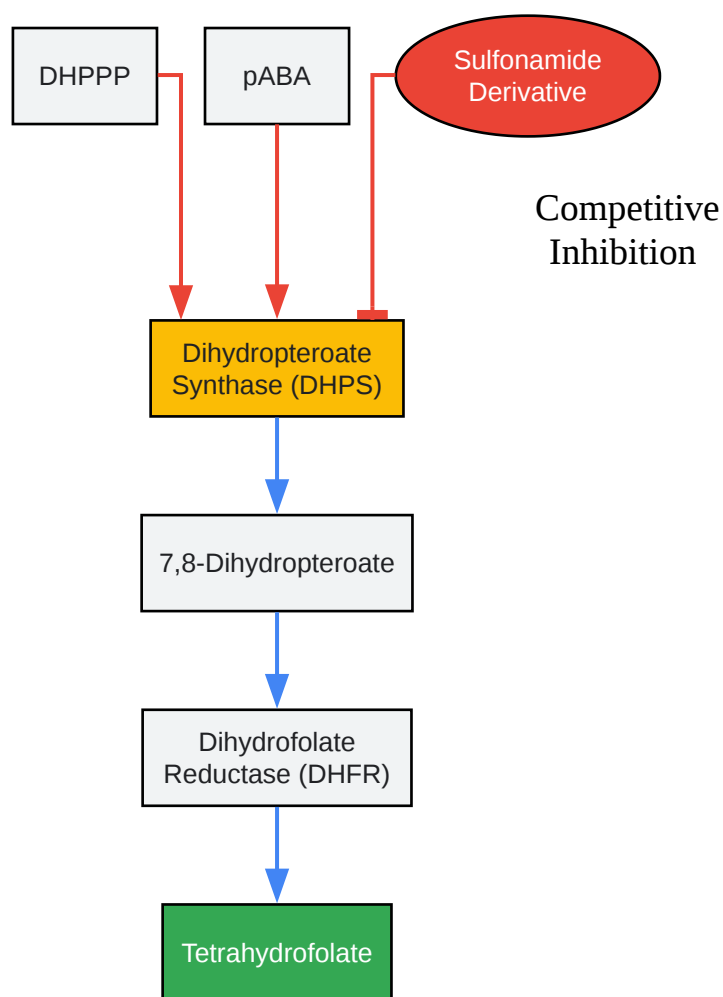 DHPPP
pABA
Sulfonamide
Derivative
Competitive
Inhibition
Dihydropteroate
Synthase (DHPS)
7,8-Dihydropteroate
Dihydrofolate
Reductase (DHFR)
Tetrahydrofolate